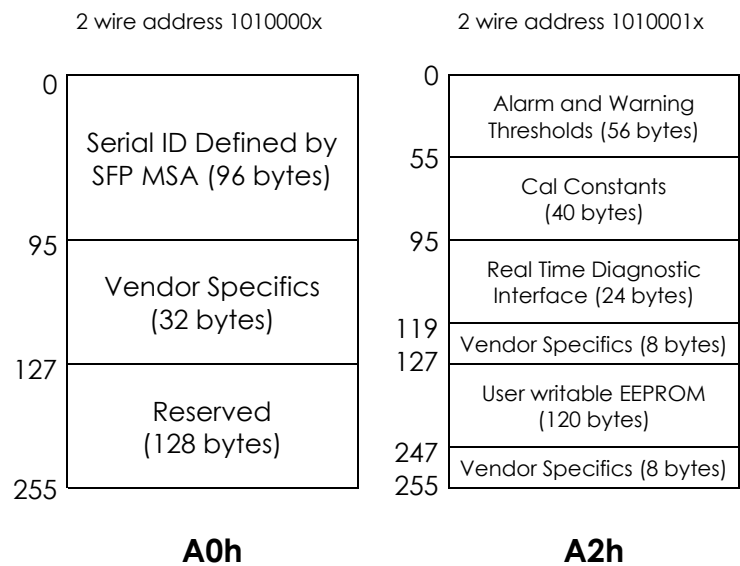 2 wire address 1010000x
0
Serial ID Defined by
SFP MSA (96 bytes)
95
Vendor Specifics
(32 bytes)
127
Reserved
(128 bytes)
255
A0h
2 wire address 1010001x
0
Alarm and Warning
Thresholds (56 bytes)
55
Cal Constants
(40 bytes)
95
Real Time Diagnostic
Interface (24 bytes)
119
Vendor Specifics (8 bytes)
127
User writable EEPROM
(120 bytes)
247
Vendor Specifics (8 bytes)
255
A2h